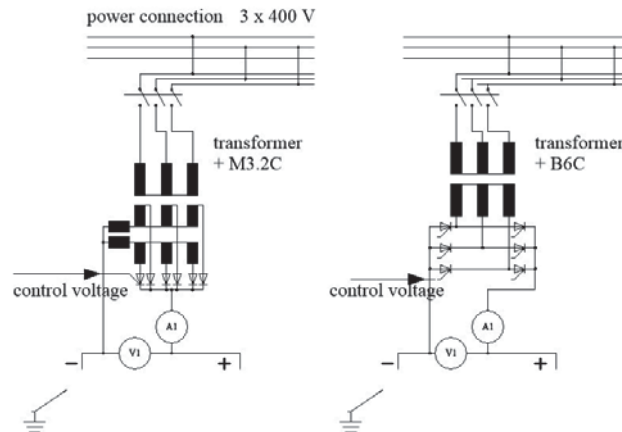 power connection 3 x 400 V
transformer
+ M3.2C
transformer
+ B6C
control voltage
control voltage
A1
A1
V1
V1
− +
− +